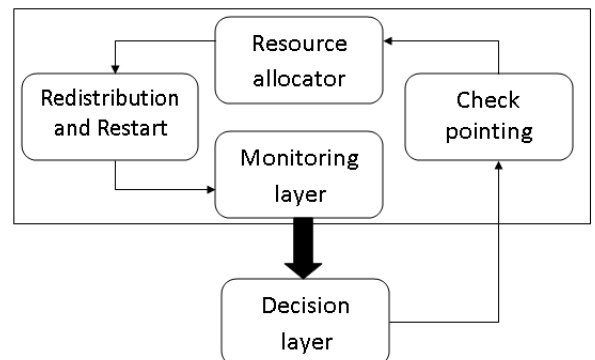 Resource
allocator
Redistribution
and Restart
Check
pointing
Monitoring
layer
Decision
layer